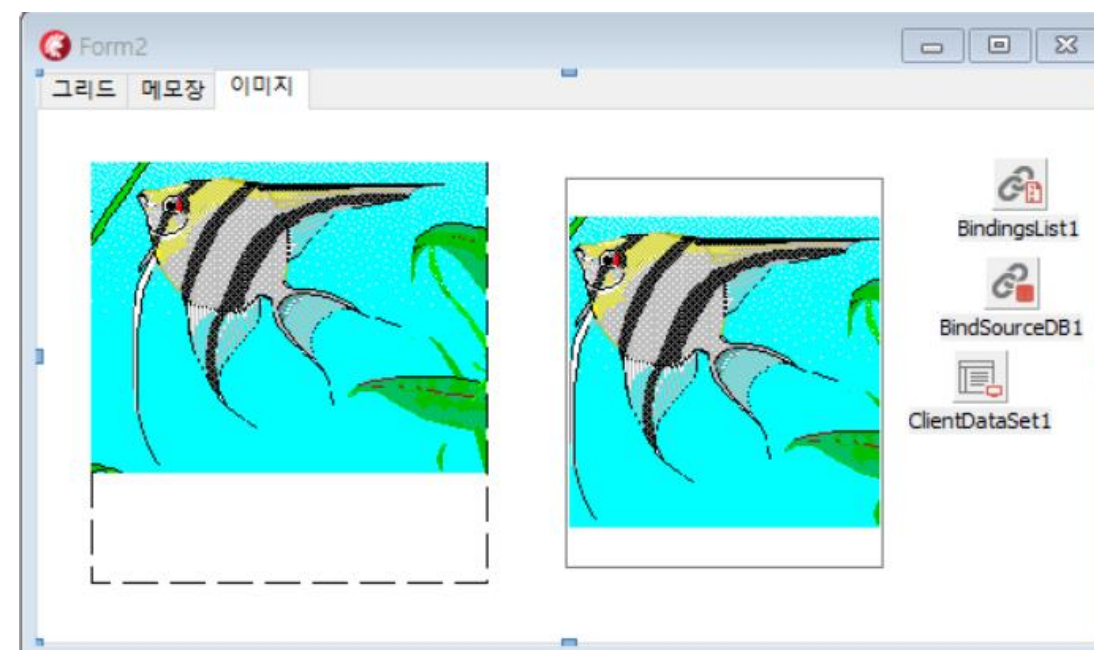 Form2
그리드 메모장 이미지
BindingsList1
BindSourceDB1
ClientDataSet1